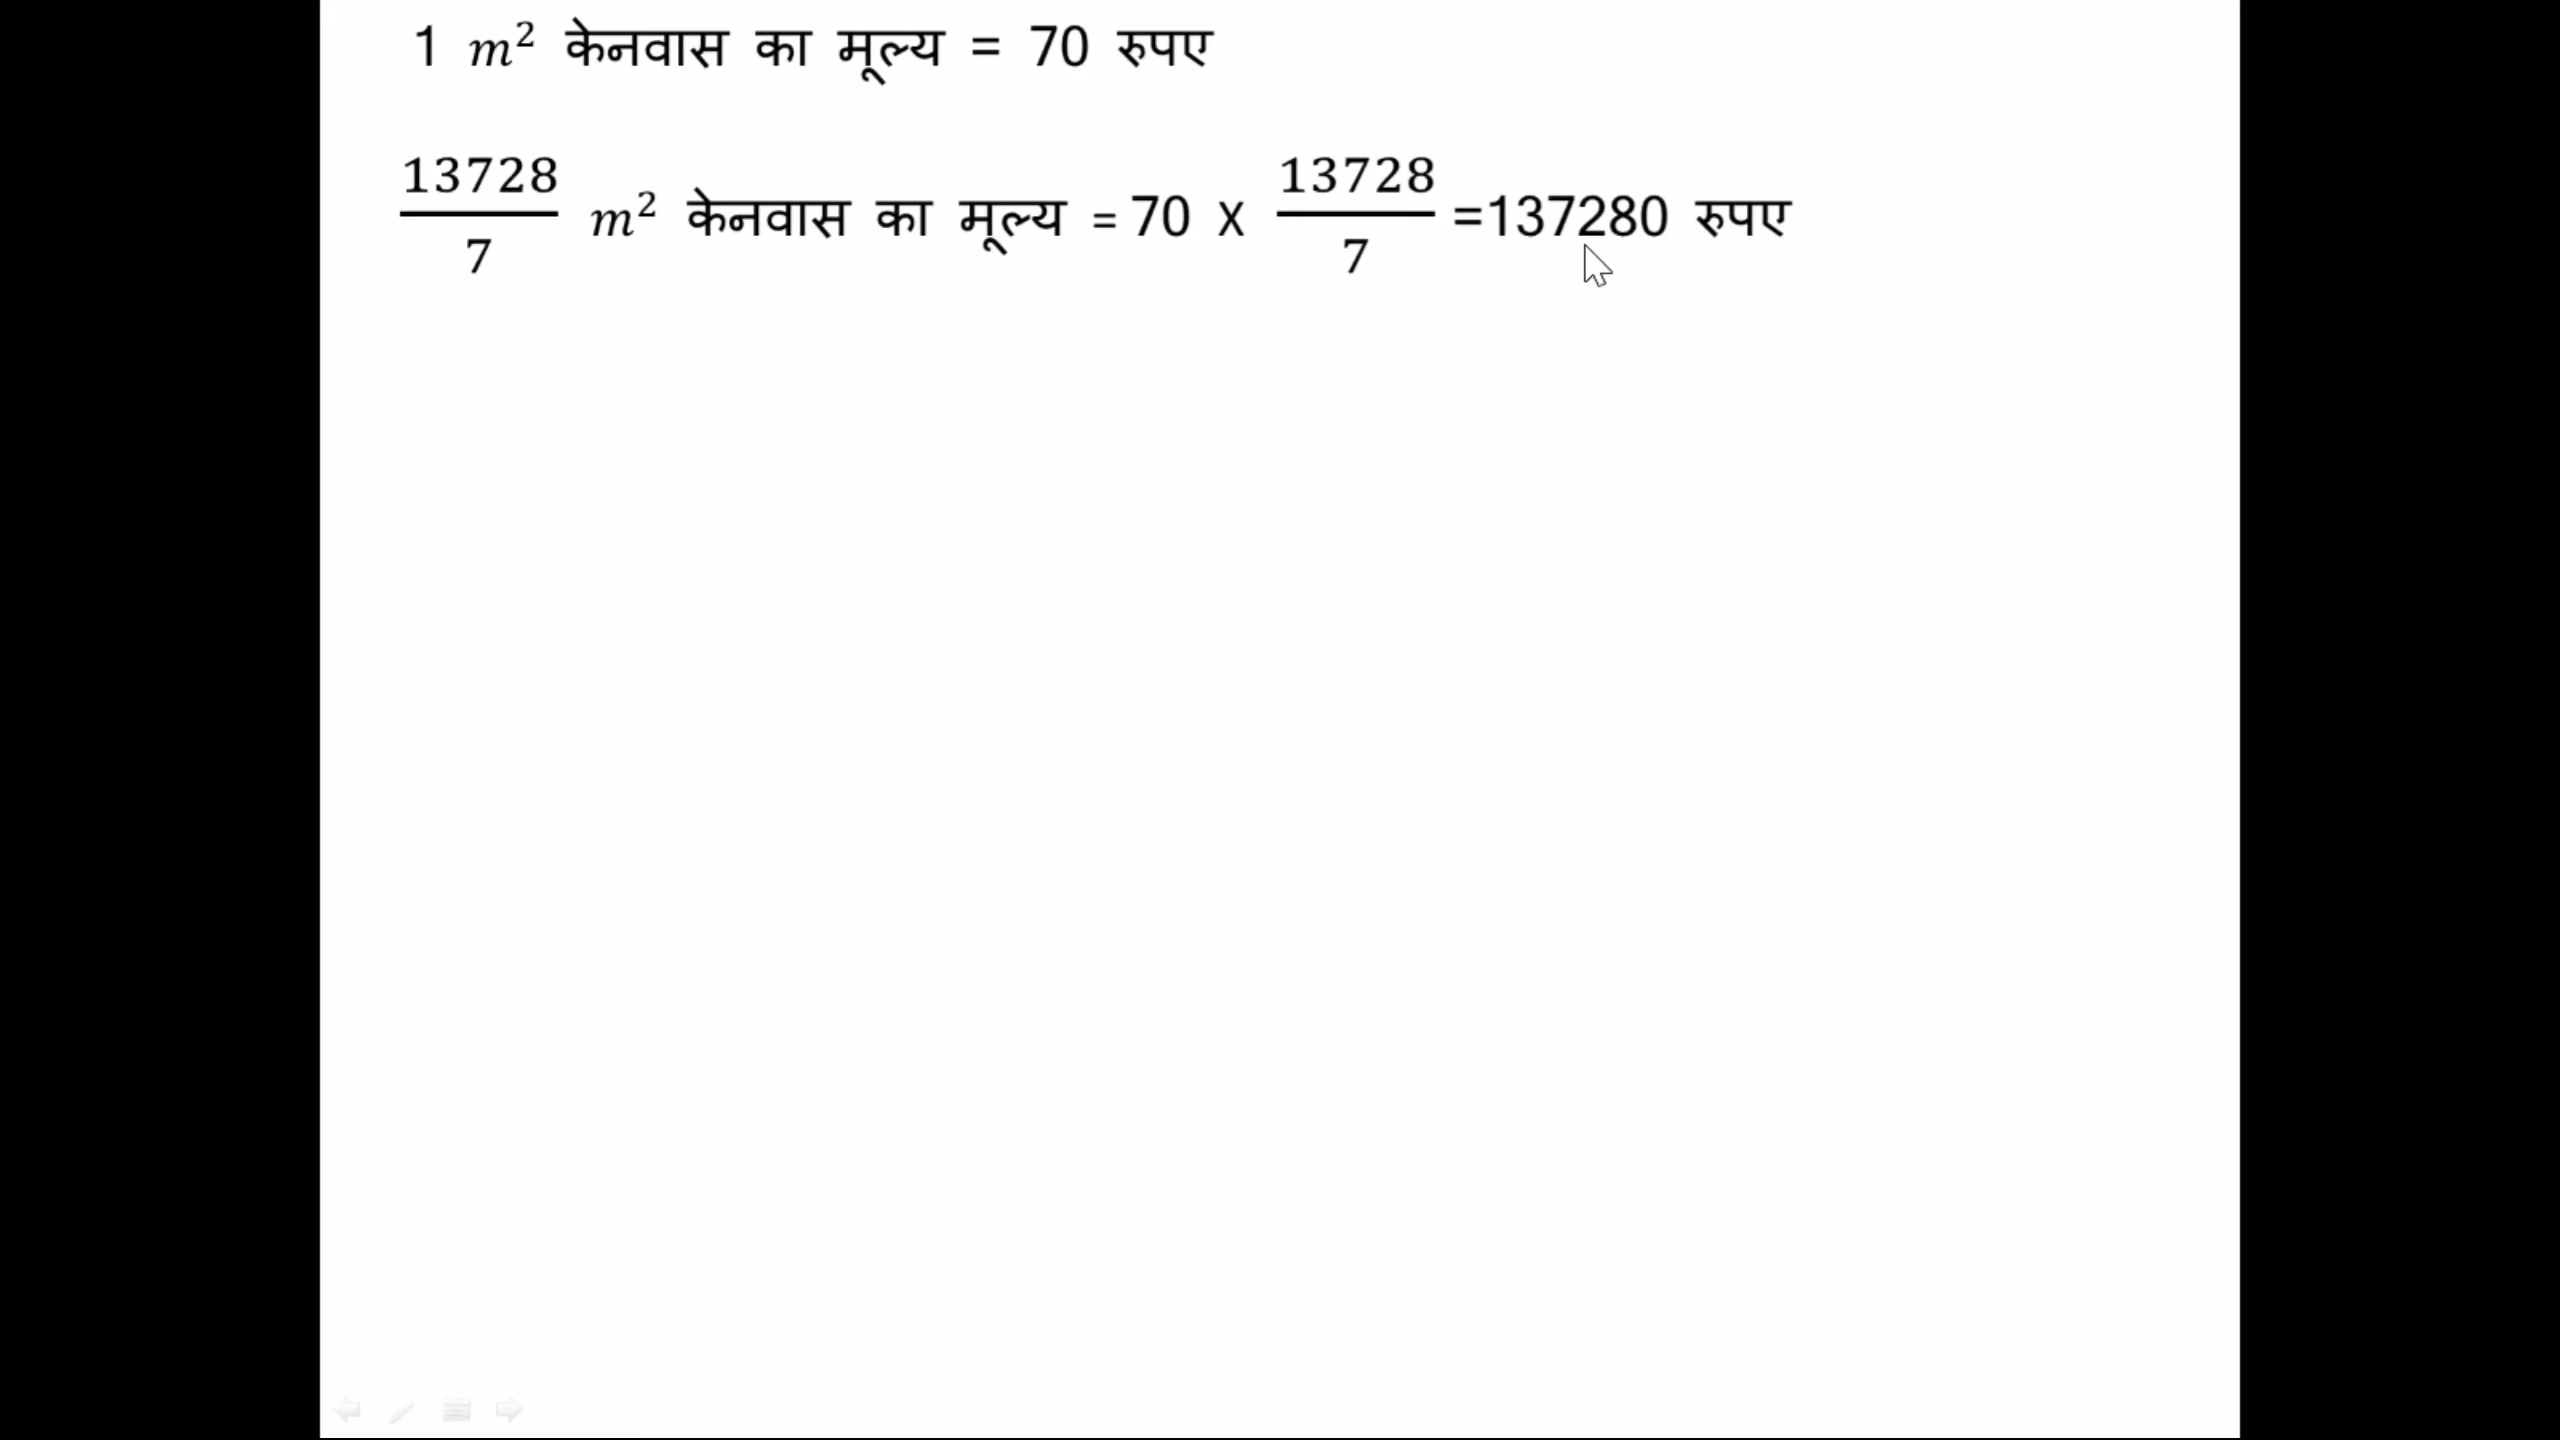 1 m² केनवास का मूल्य = 70 रुपए
13728/7 m² केनवास का मूल्य = 70 X 13728/7 =137280 रुपए